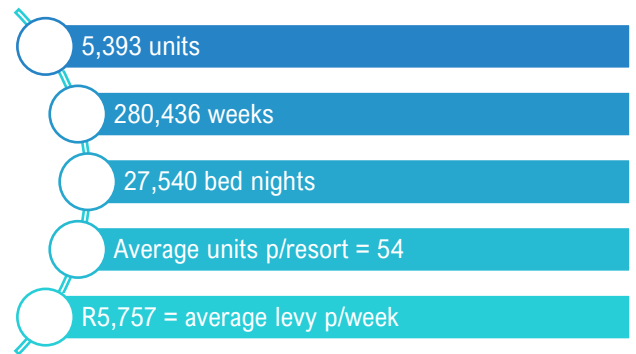 5,393 units
280,436 weeks
27,540 bed nights
Average units p/resort = 54
R5,757 = average levy p/week